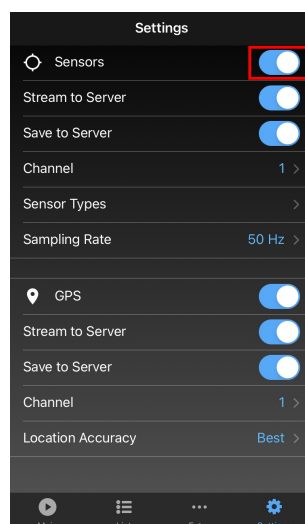 Settings
Sensors
Stream to Server
Save to Server
Channel 1 >
Sensor Types >
Sampling Rate 50 Hz >
GPS
Stream to Server
Save to Server
Channel 1 >
Location Accuracy Best >